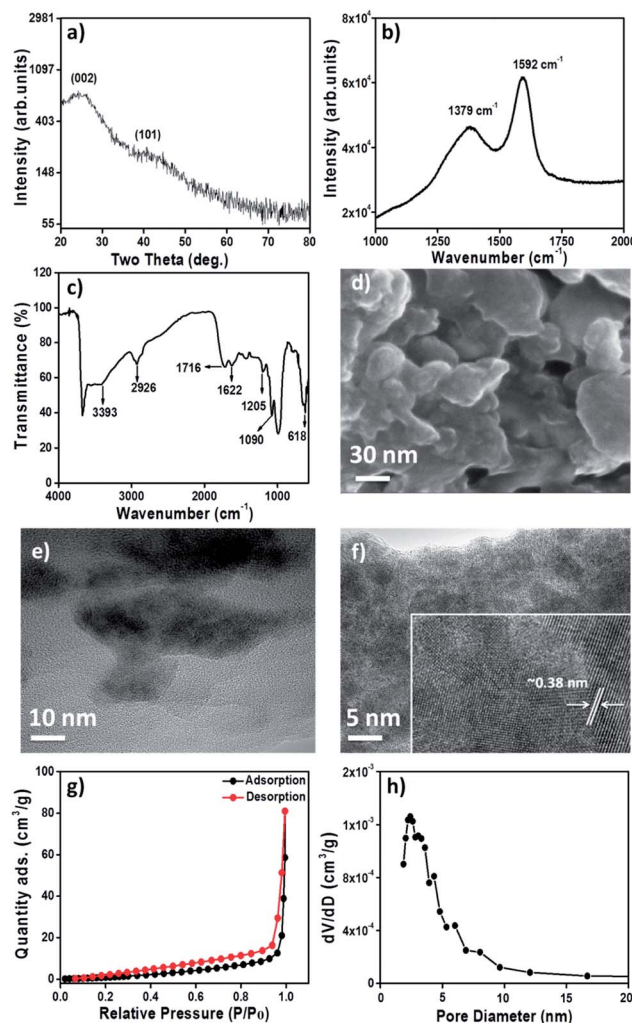 a)
Intensity (arb.units)
2981
1097
403
148
55
(002)
(101)
20 30 40 50 60 70 80
Two Theta (deg.)
b)
Intensity (arb.units)
8x10⁴
6x10⁴
4x10⁴
2x10⁴
1379 cm⁻¹
1592 cm⁻¹
1000 1250 1500 1750 2000
Wavenumber (cm⁻¹)
c)
Transmittance (%)
120
100
80
60
40
20
0
3393
2926
1716
1622
1205
1090
618
4000 3000 2000 1000
Wavenumber (cm⁻¹)
d)
30 nm
e)
10 nm
f)
~0.38 nm
5 nm
g)
Adsorption
Desorption
Quantity ads. (cm³/g)
100
80
60
40
20
0
0.0 0.2 0.4 0.6 0.8 1.0
Relative Pressure (P/P0)
h)
dV/dD (cm³/g)
2x10⁻³
1x10⁻³
8x10⁻⁴
4x10⁻⁴
0
0 5 10 15 20
Pore Diameter (nm)